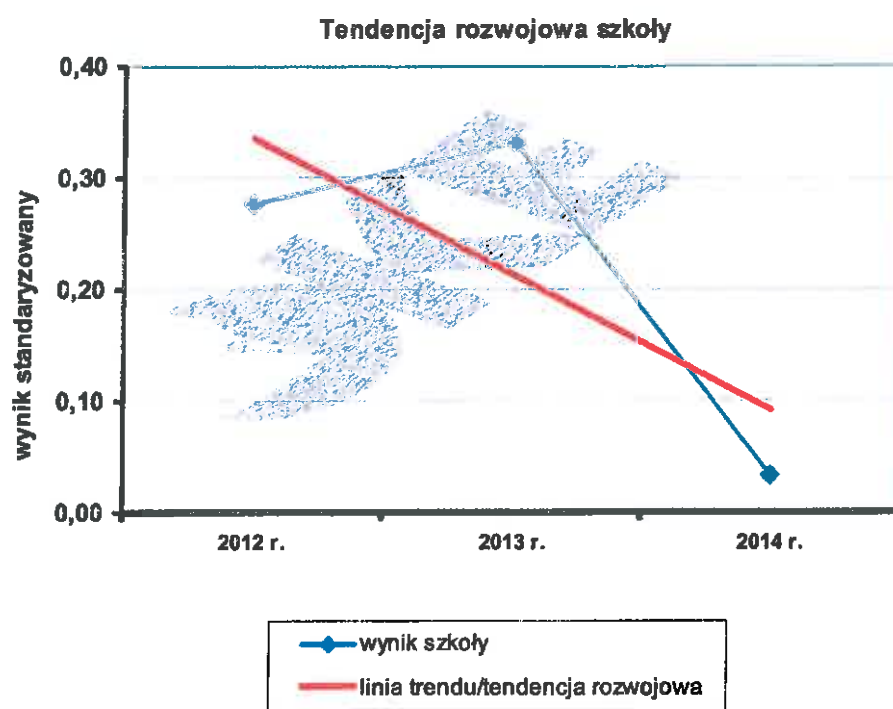 Tendencja rozwojowa szkoły
0,40
0,30
0,20
0,10
0,00
wynik standaryzowany
2012 r.
2013 r.
2014 r.
wynik szkoły
linia trendu/tendencja rozwojowa